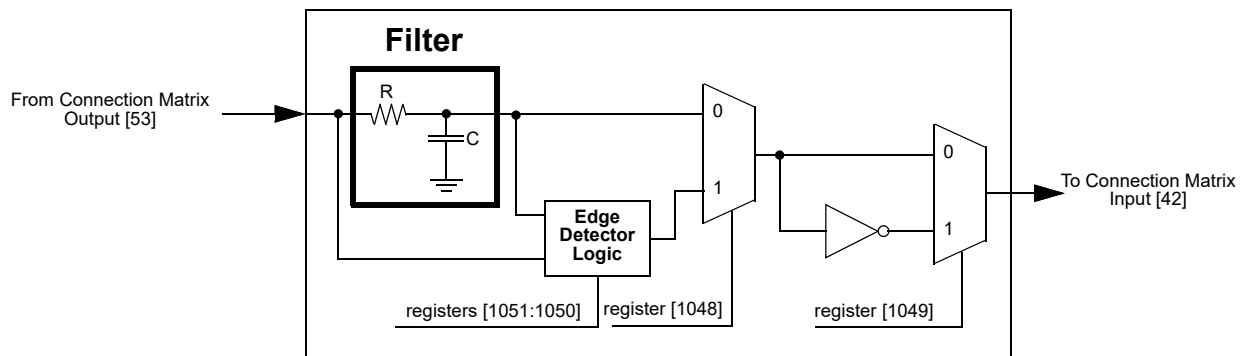 Filter
From Connection Matrix
Output [53]
R
C
0
1
Edge
Detector
Logic
0
1
To Connection Matrix
Input [42]
registers [1051:1050]
register [1048]
register [1049]